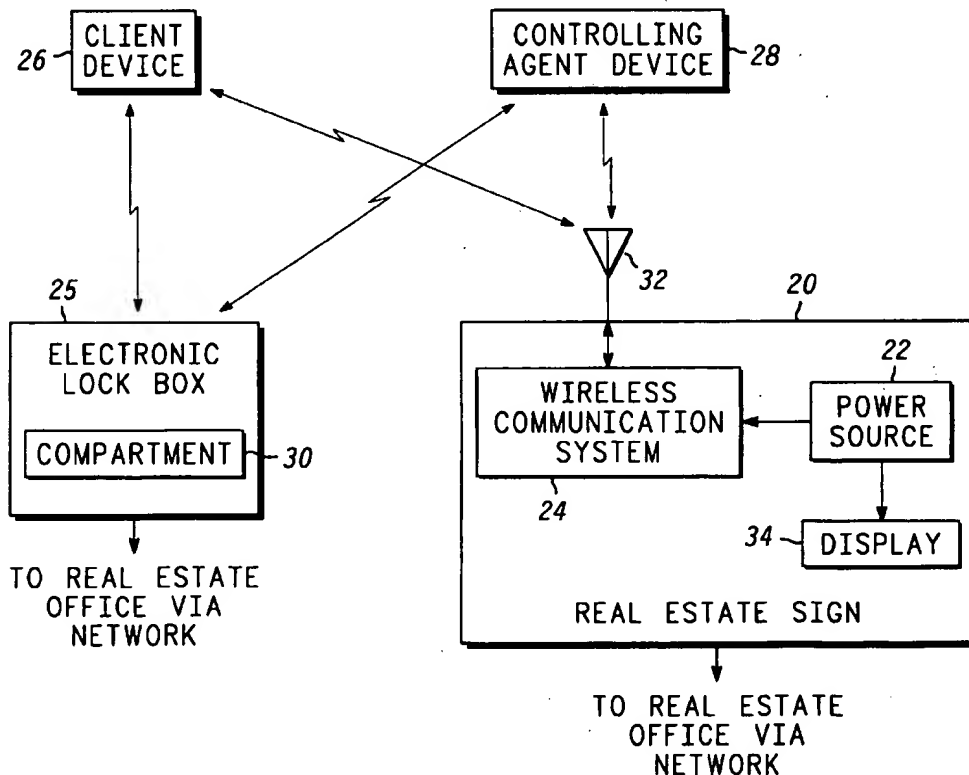 CLIENT
DEVICE
26
CONTROLLING
AGENT DEVICE
28
32
25
ELECTRONIC
LOCK BOX
COMPARTMENT
30
TO REAL ESTATE
OFFICE VIA
NETWORK
20
WIRELESS
COMMUNICATION
SYSTEM
24
22
POWER
SOURCE
34
DISPLAY
REAL ESTATE SIGN
TO REAL ESTATE
OFFICE VIA
NETWORK